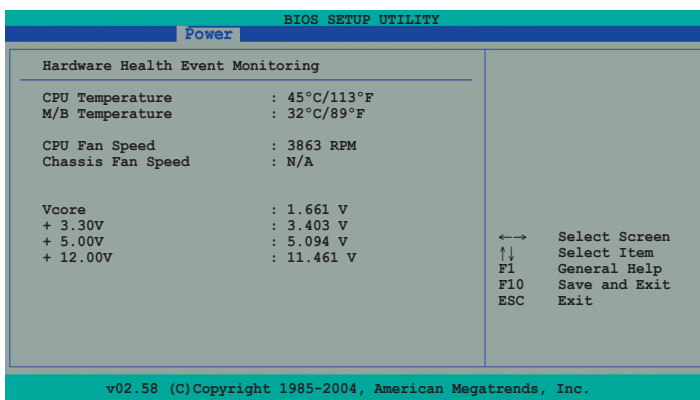 BIOS SETUP UTILITY
Power
Hardware Health Event Monitoring
CPU Temperature : 45°C/113°F
M/B Temperature : 32°C/89°F
CPU Fan Speed : 3863 RPM
Chassis Fan Speed : N/A
Vcore : 1.661 V
+ 3.30V : 3.403 V
+ 5.00V : 5.094 V
+ 12.00V : 11.461 V
←→ Select Screen
↑↓ Select Item
F1 General Help
F10 Save and Exit
ESC Exit
v02.58 (C)Copyright 1985-2004, American Megatrends, Inc.